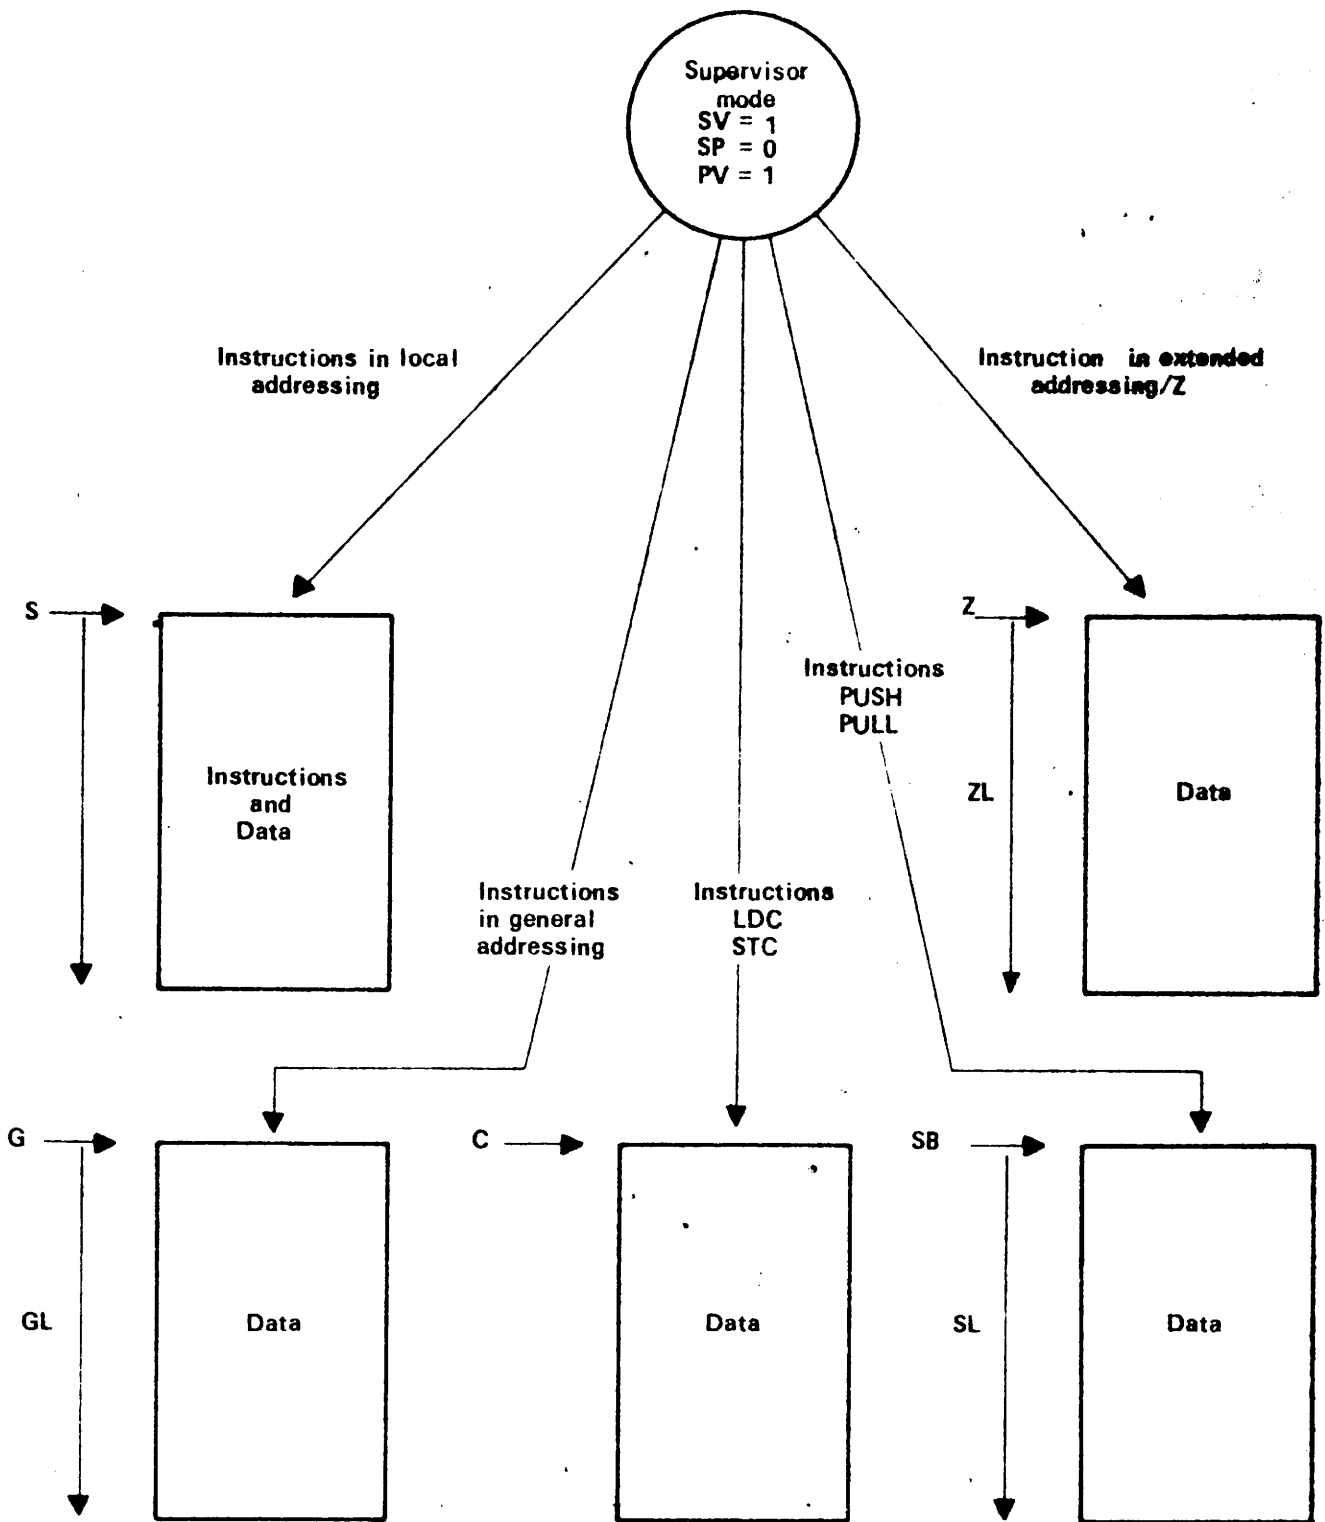 Supervisor
mode
SV = 1
SP = 0
PV = 1
Instructions in local
addressing
Instruction in extended
addressing/Z
S
Z
Instructions
PUSH
PULL
Instructions
and
Data
ZL
Data
Instructions
in general
addressing
Instructions
LDC
STC
G
C
SB
GL
Data
Data
SL
Data